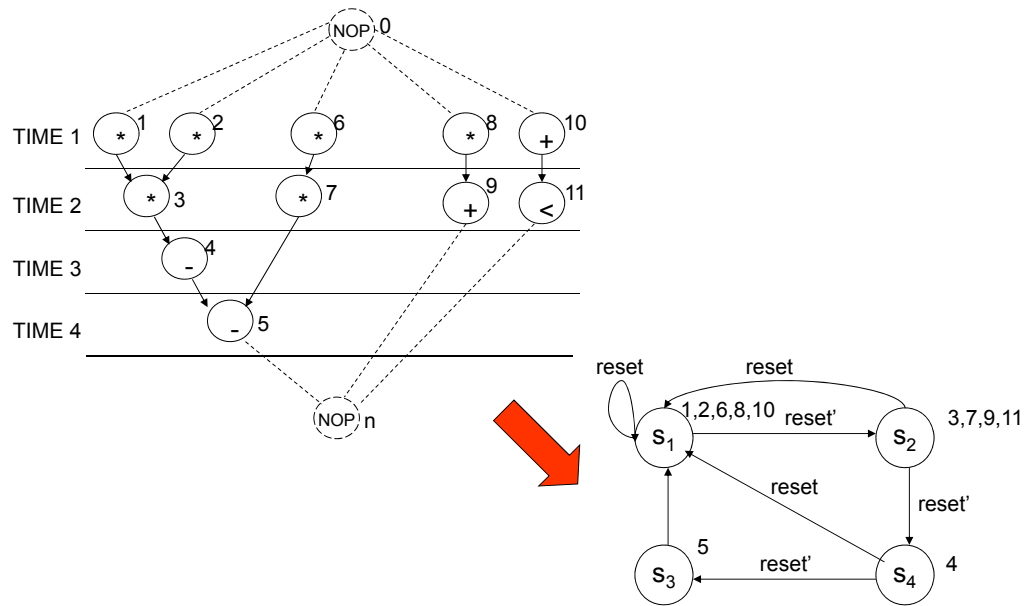 NOP 0
TIME 1 * 1 * 2 * 6 * 8 + 10
TIME 2 * 3 * 7 + 9 < 11
TIME 3 - 4
TIME 4 - 5
NOP n
reset reset
s1 1,2,6,8,10 reset' s2 3,7,9,11
reset reset'
s3 5 reset' s4 4